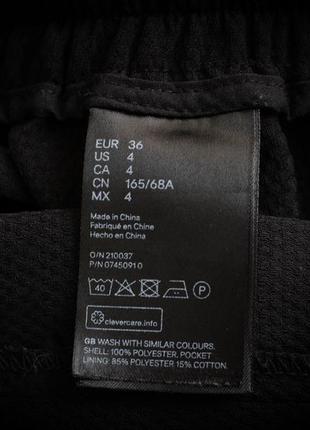 EUR 36
US 4
CA 4
CN 165/68A
MX 4
Made in China
Fabriqué en Chine
Hecho en China
O/N 210037
P/N 0745091 0
40 P
clevercare.info
GB WASH WITH SIMILAR COLOURS.
SHELL: 100% POLYESTER, POCKET
LINING: 85% POLYESTER 15% COTTON.